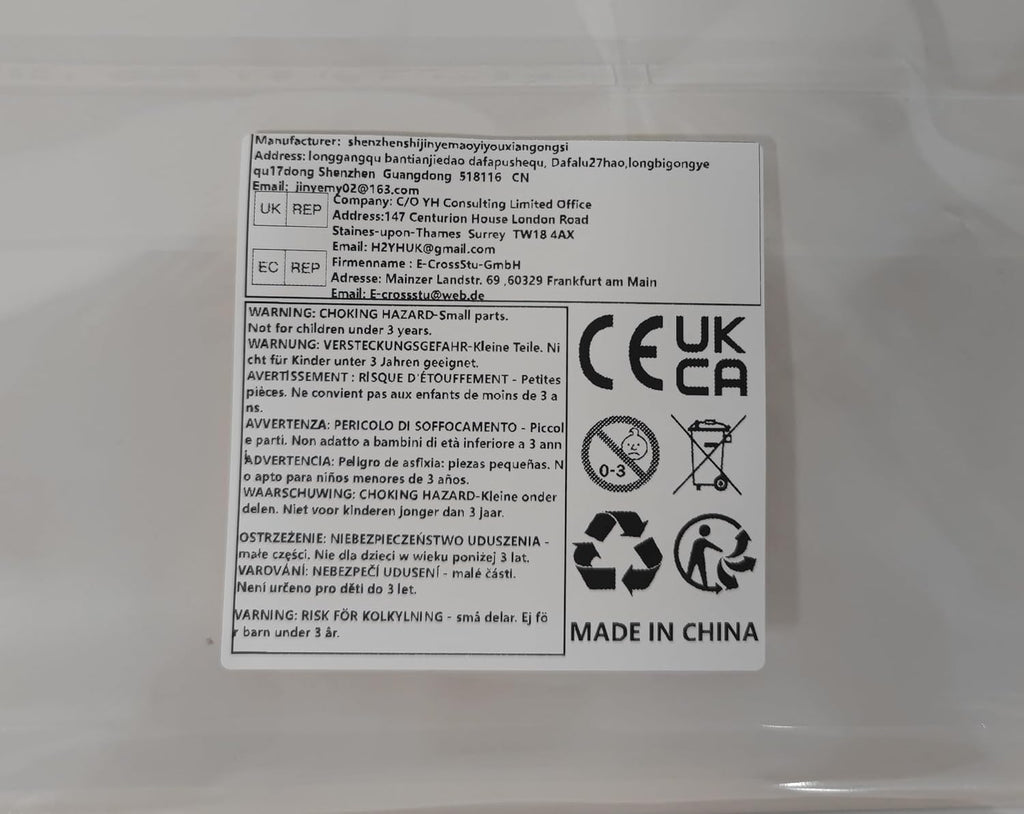 Manufacturer: shenzhenshijinyemaoyiyouxiangongsi
Address: longgangqu bantianjiedao dafapushequ, Dafalu27hao,longbigongye
qu17dong Shenzhen Guangdong 518116 CN
Email: jinyemy02@163.com
UK REP
Company: C/O YH Consulting Limited Office
Address:147 Centurion House London Road
Staines-upon-Thames Surrey TW18 4AX
Email: H2YHUK@gmail.com
EC REP
Firmenname : E-CrossStu-GmbH
Adresse: Mainzer Landstr. 69 ,60329 Frankfurt am Main
Email: E-crossstu@web.de
WARNING: CHOKING HAZARD-Small parts.
Not for children under 3 years.
WARNUNG: VERSTECKUNGSGEFAHR-Kleine Teile. Ni
cht für Kinder unter 3 Jahren geeignet.
AVERTISSEMENT : RISQUE D'ÉTOUFFEMENT - Petites
pièces. Ne convient pas aux enfants de moins de 3 a
ns.
AVVERTENZA: PERICOLO DI SOFFOCAMENTO - Piccol
e parti. Non adatto a bambini di età inferiore a 3 ann
i.
ADVERTENCIA: Peligro de asfixia: piezas pequeñas. N
o apto para niños menores de 3 años.
WAARSCHUWING: CHOKING HAZARD-Kleine onder
delen. Niet voor kinderen jonger dan 3 jaar.
OSTRZEŻENIE: NIEBEZPIECZEŃSTWO UDUSZENIA -
małe części. Nie dla dzieci w wieku poniżej 3 lat.
VAROVÁNÍ: NEBEZPEČÍ UDUSENÍ - malé části.
Není určeno pro děti do 3 let.
VARNING: RISK FÖR KOLKYLNING - små delar. Ej fö
r barn under 3 år.
CE
UK
CA
0-3
MADE IN CHINA